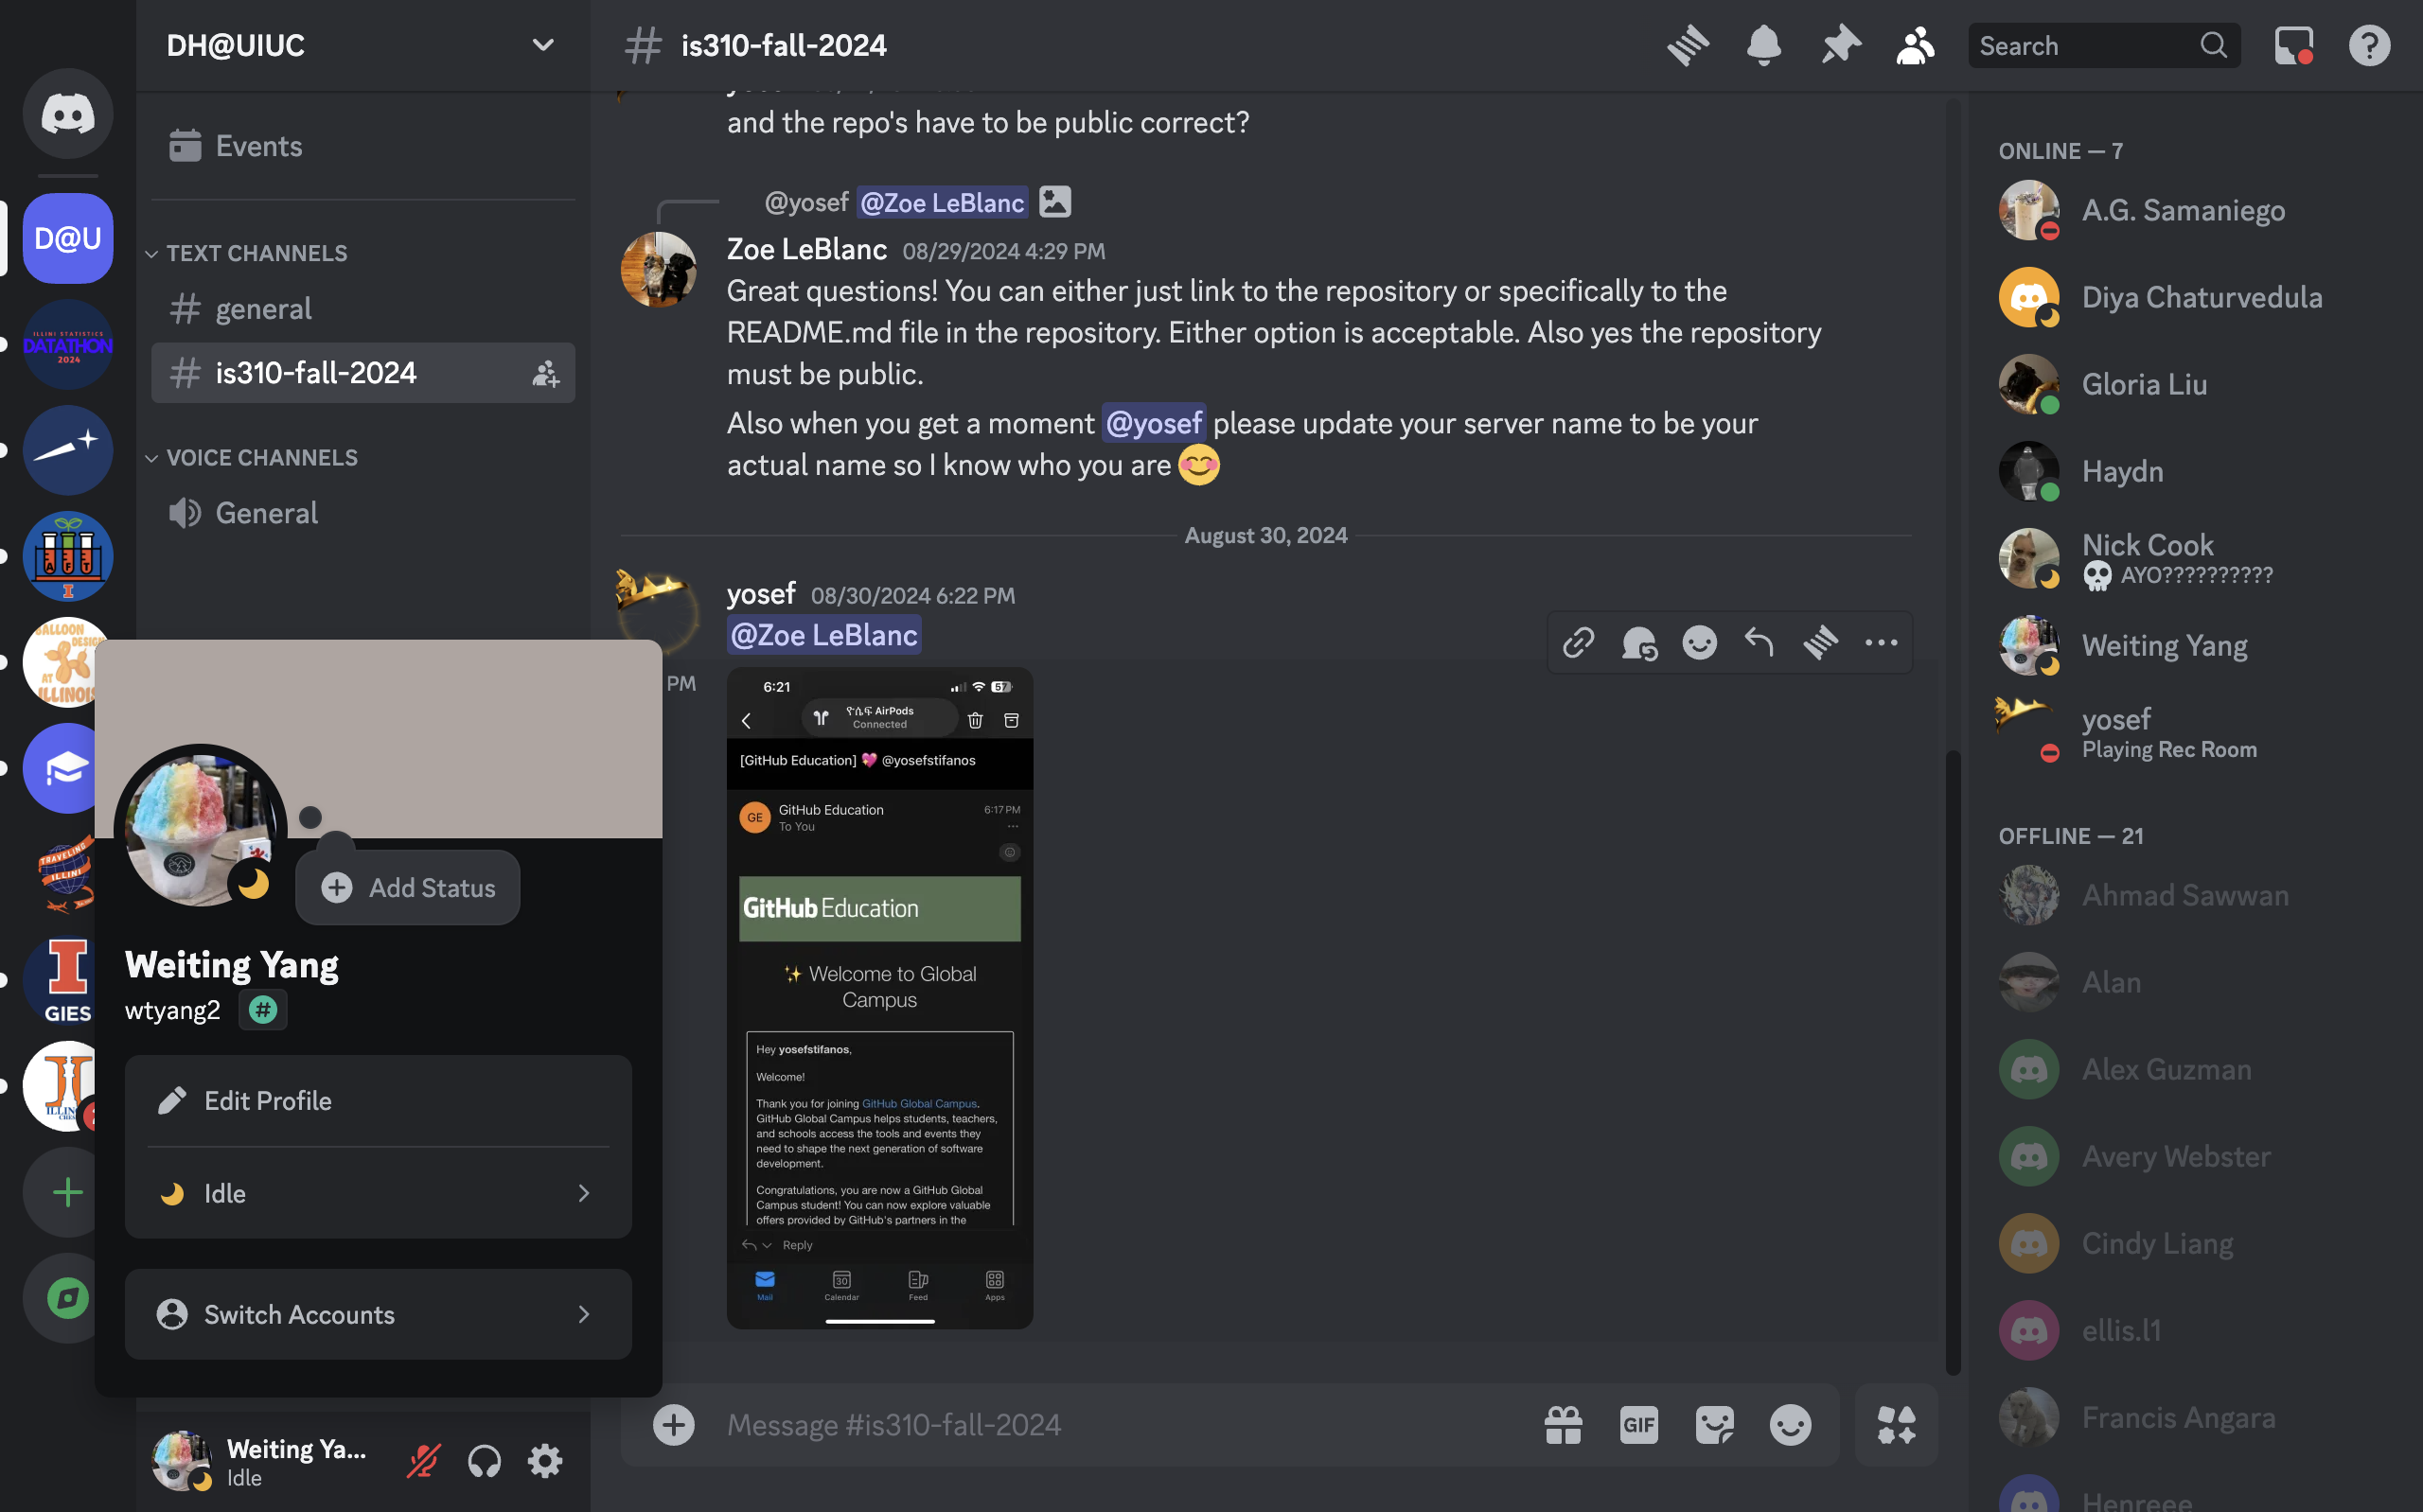 DH@UIUC
Events
TEXT CHANNELS
general
is310-fall-2024
VOICE CHANNELS
General
D@U
ILLINI STATISTICS
DATATHON
2024
AFT
I
BALLOON
DESIGN
AT
ILLINOIS
TRAVELING
ILLINI
I
GIES
Weiting Yang
wtyang2
Add Status
Edit Profile
Idle
Switch Accounts
Weiting Ya...
Idle
is310-fall-2024
Search
and the repo's have to be public correct?
@yosef @Zoe LeBlanc
Zoe LeBlanc 08/29/2024 4:29 PM
Great questions! You can either just link to the repository or specifically to the
README.md file in the repository. Either option is acceptable. Also yes the repository
must be public.
Also when you get a moment @yosef please update your server name to be your
actual name so I know who you are 😊
August 30, 2024
yosef 08/30/2024 6:22 PM
@Zoe LeBlanc
PM
6:21
57
ዮሴፍ AirPods
Connected
[GitHub Education] 💖 @yosefstifanos
GE
GitHub Education
6:17 PM
To You
GitHub Education
✨ Welcome to Global
Campus
Hey yosefstifanos,
Welcome!
Thank you for joining GitHub Global Campus.
GitHub Global Campus helps students, teachers,
and schools access the tools and events they
need to shape the next generation of software
development.
Congratulations, you are now a GitHub Global
Campus student! You can now explore valuable
offers provided by GitHub's partners in the
Reply
30
Mail
Calendar
Feed
Apps
Message #is310-fall-2024
GIF
ONLINE — 7
A.G. Samaniego
Diya Chaturvedula
Gloria Liu
Haydn
Nick Cook
💀 AYO??????????
Weiting Yang
yosef
Playing Rec Room
OFFLINE — 21
Ahmad Sawwan
Alan
Alex Guzman
Avery Webster
Cindy Liang
ellis.l1
Francis Angara
Henreee